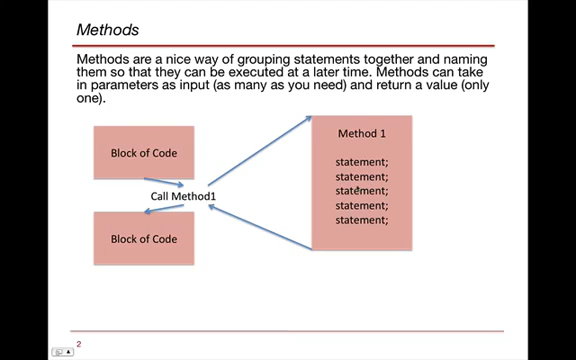 Methods
Methods are a nice way of grouping statements together and naming
them so that they can be executed at a later time. Methods can take
in parameters as input (as many as you need) and return a value (only
one).
Block of Code
Call Method1
Block of Code
Method 1
statement;
statement;
statement;
statement;
statement;
2